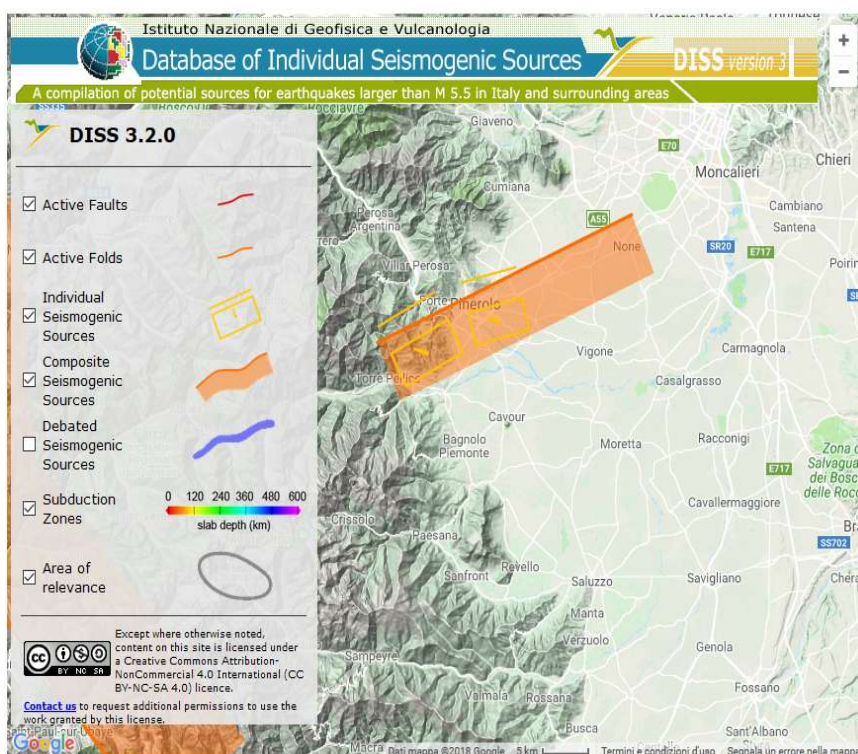 Istituto Nazionale di Geofisica e Vulcanologia
Database of Individual Seismogenic Sources
DISS version 3
A compilation of potential sources for earthquakes larger than M 5.5 in Italy and surrounding areas
+
−
DISS 3.2.0
Active Faults
Active Folds
Individual
Seismogenic
Sources
Composite
Seismogenic
Sources
Debated
Seismogenic
Sources
Subduction
Zones
0 120 240 360 480 600
slab depth (km)
Area of
relevance
CC BY NC SA
Except where otherwise noted,
content on this site is licensed under
a Creative Commons Attribution-
NonCommercial 4.0 International (CC
BY-NC-SA 4.0) licence.
Contact us to request additional permissions to use the
work granted by this license.
Google
Giaveno
E70
Chieri
Moncalieri
Cumiana
Cambiano
Santena
Perosa
Argentina
A55
None
SR20
E717
Villar Perosa
Porte
Pinerolo
Vigone
Carmagnola
Torre Pellice
Casalgrasso
Cavour
Bagnolo
Piemonte
Moretta
Racconigi
E717
Cavallermaggiore
Crissolo
Paesana
SS702
Sanfront
Revello
Saluzzo
Savigliano
Manta
Verzuolo
Genola
Sampeyre
Valmala
Rossana
Fossano
Busca
Sant'Albano
Macra
Dati mappa ©2018 Google
5 km
Termini e condizioni d'uso
Segnala un errore nella mappa